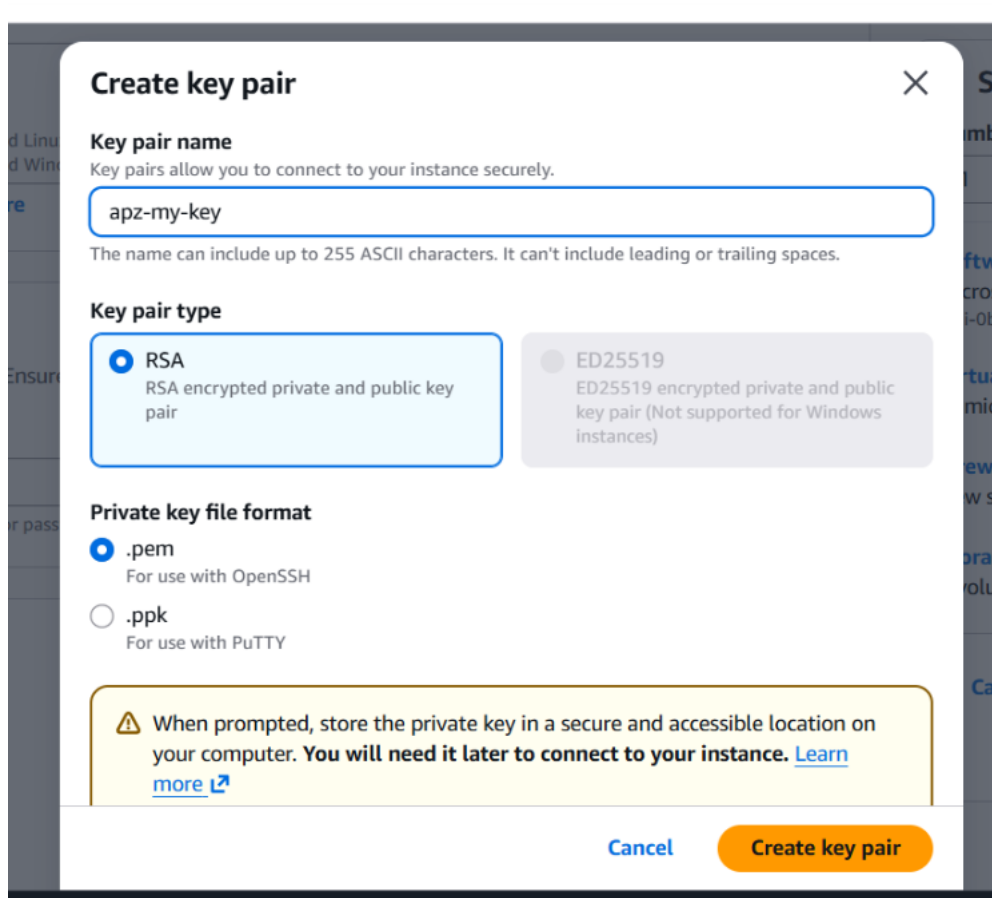 Create key pair
Key pair name
Key pairs allow you to connect to your instance securely.
apz-my-key
The name can include up to 255 ASCII characters. It can't include leading or trailing spaces.
Key pair type
RSA
RSA encrypted private and public key
pair
ED25519
ED25519 encrypted private and public
key pair (Not supported for Windows
instances)
Private key file format
.pem
For use with OpenSSH
.ppk
For use with PuTTY
When prompted, store the private key in a secure and accessible location on
your computer. You will need it later to connect to your instance. Learn
more
Cancel
Create key pair